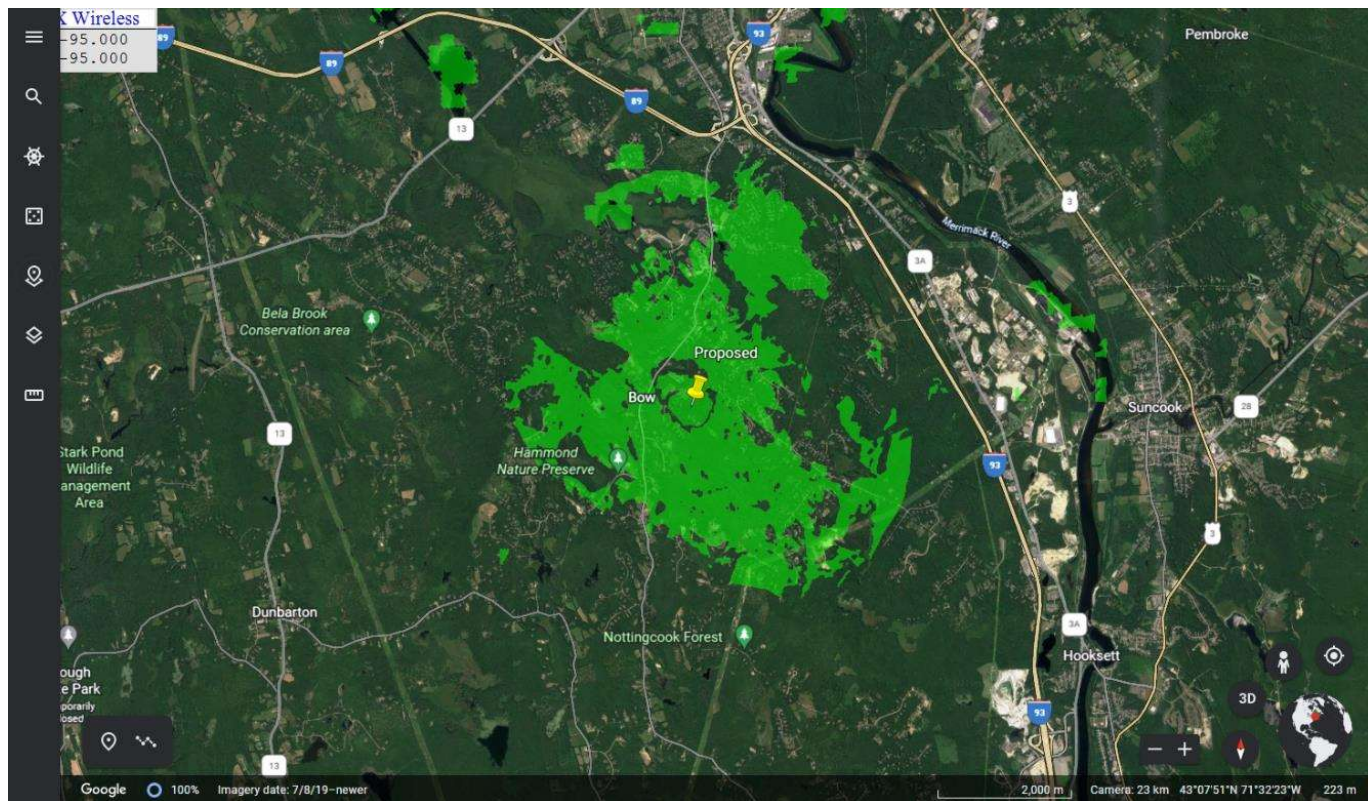 X Wireless
-95.000
-95.000
89
89
93
Pembroke
89
13
3
Merrimack River
3A
Bela Brook
Conservation area
Proposed
Bow
Suncook
28
13
Stark Pond
Wildlife
anagement
Area
Hammond
Nature Preserve
93
3
Dunbarton
Nottingcook Forest
3A
Hooksett
ough
e Park
mporarily
losed
3D
93
13
Google
100%
Imagery date: 7/8/19–newer
2,000 m
Camera: 23 km 43°07'51"N 71°32'23"W 223 m